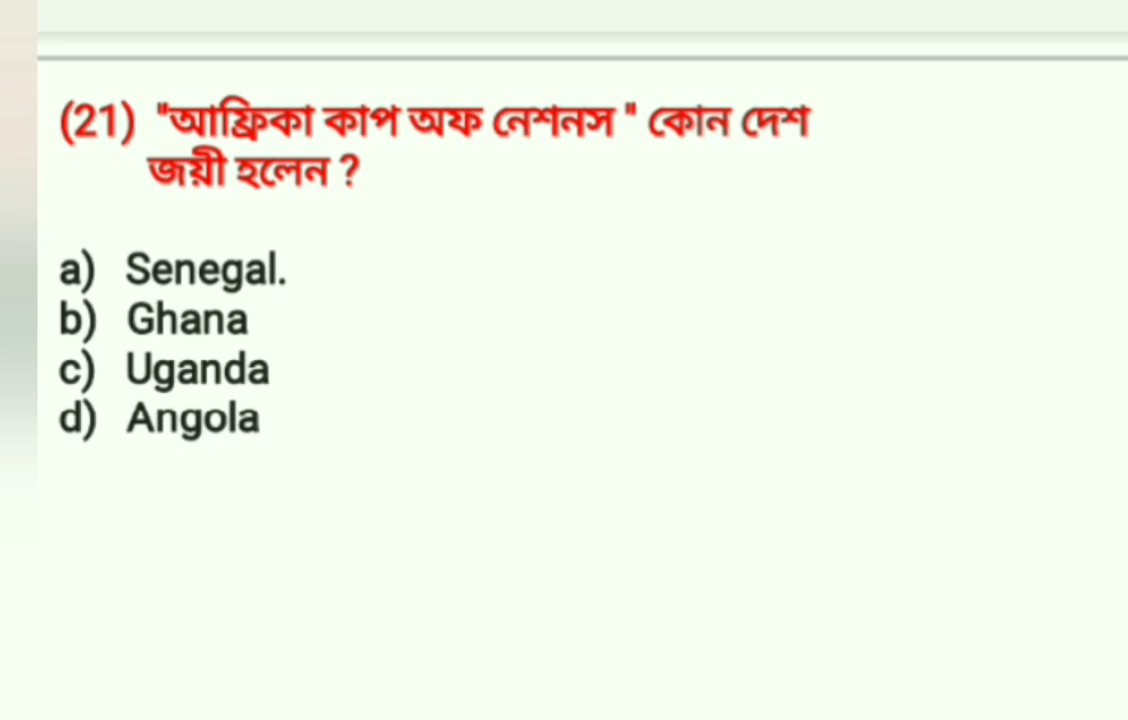 (21) "আফ্রিকা কাপ অফ নেশনস " কোন দেশ
জয়ী হলেন ?
a) Senegal.
b) Ghana
c) Uganda
d) Angola